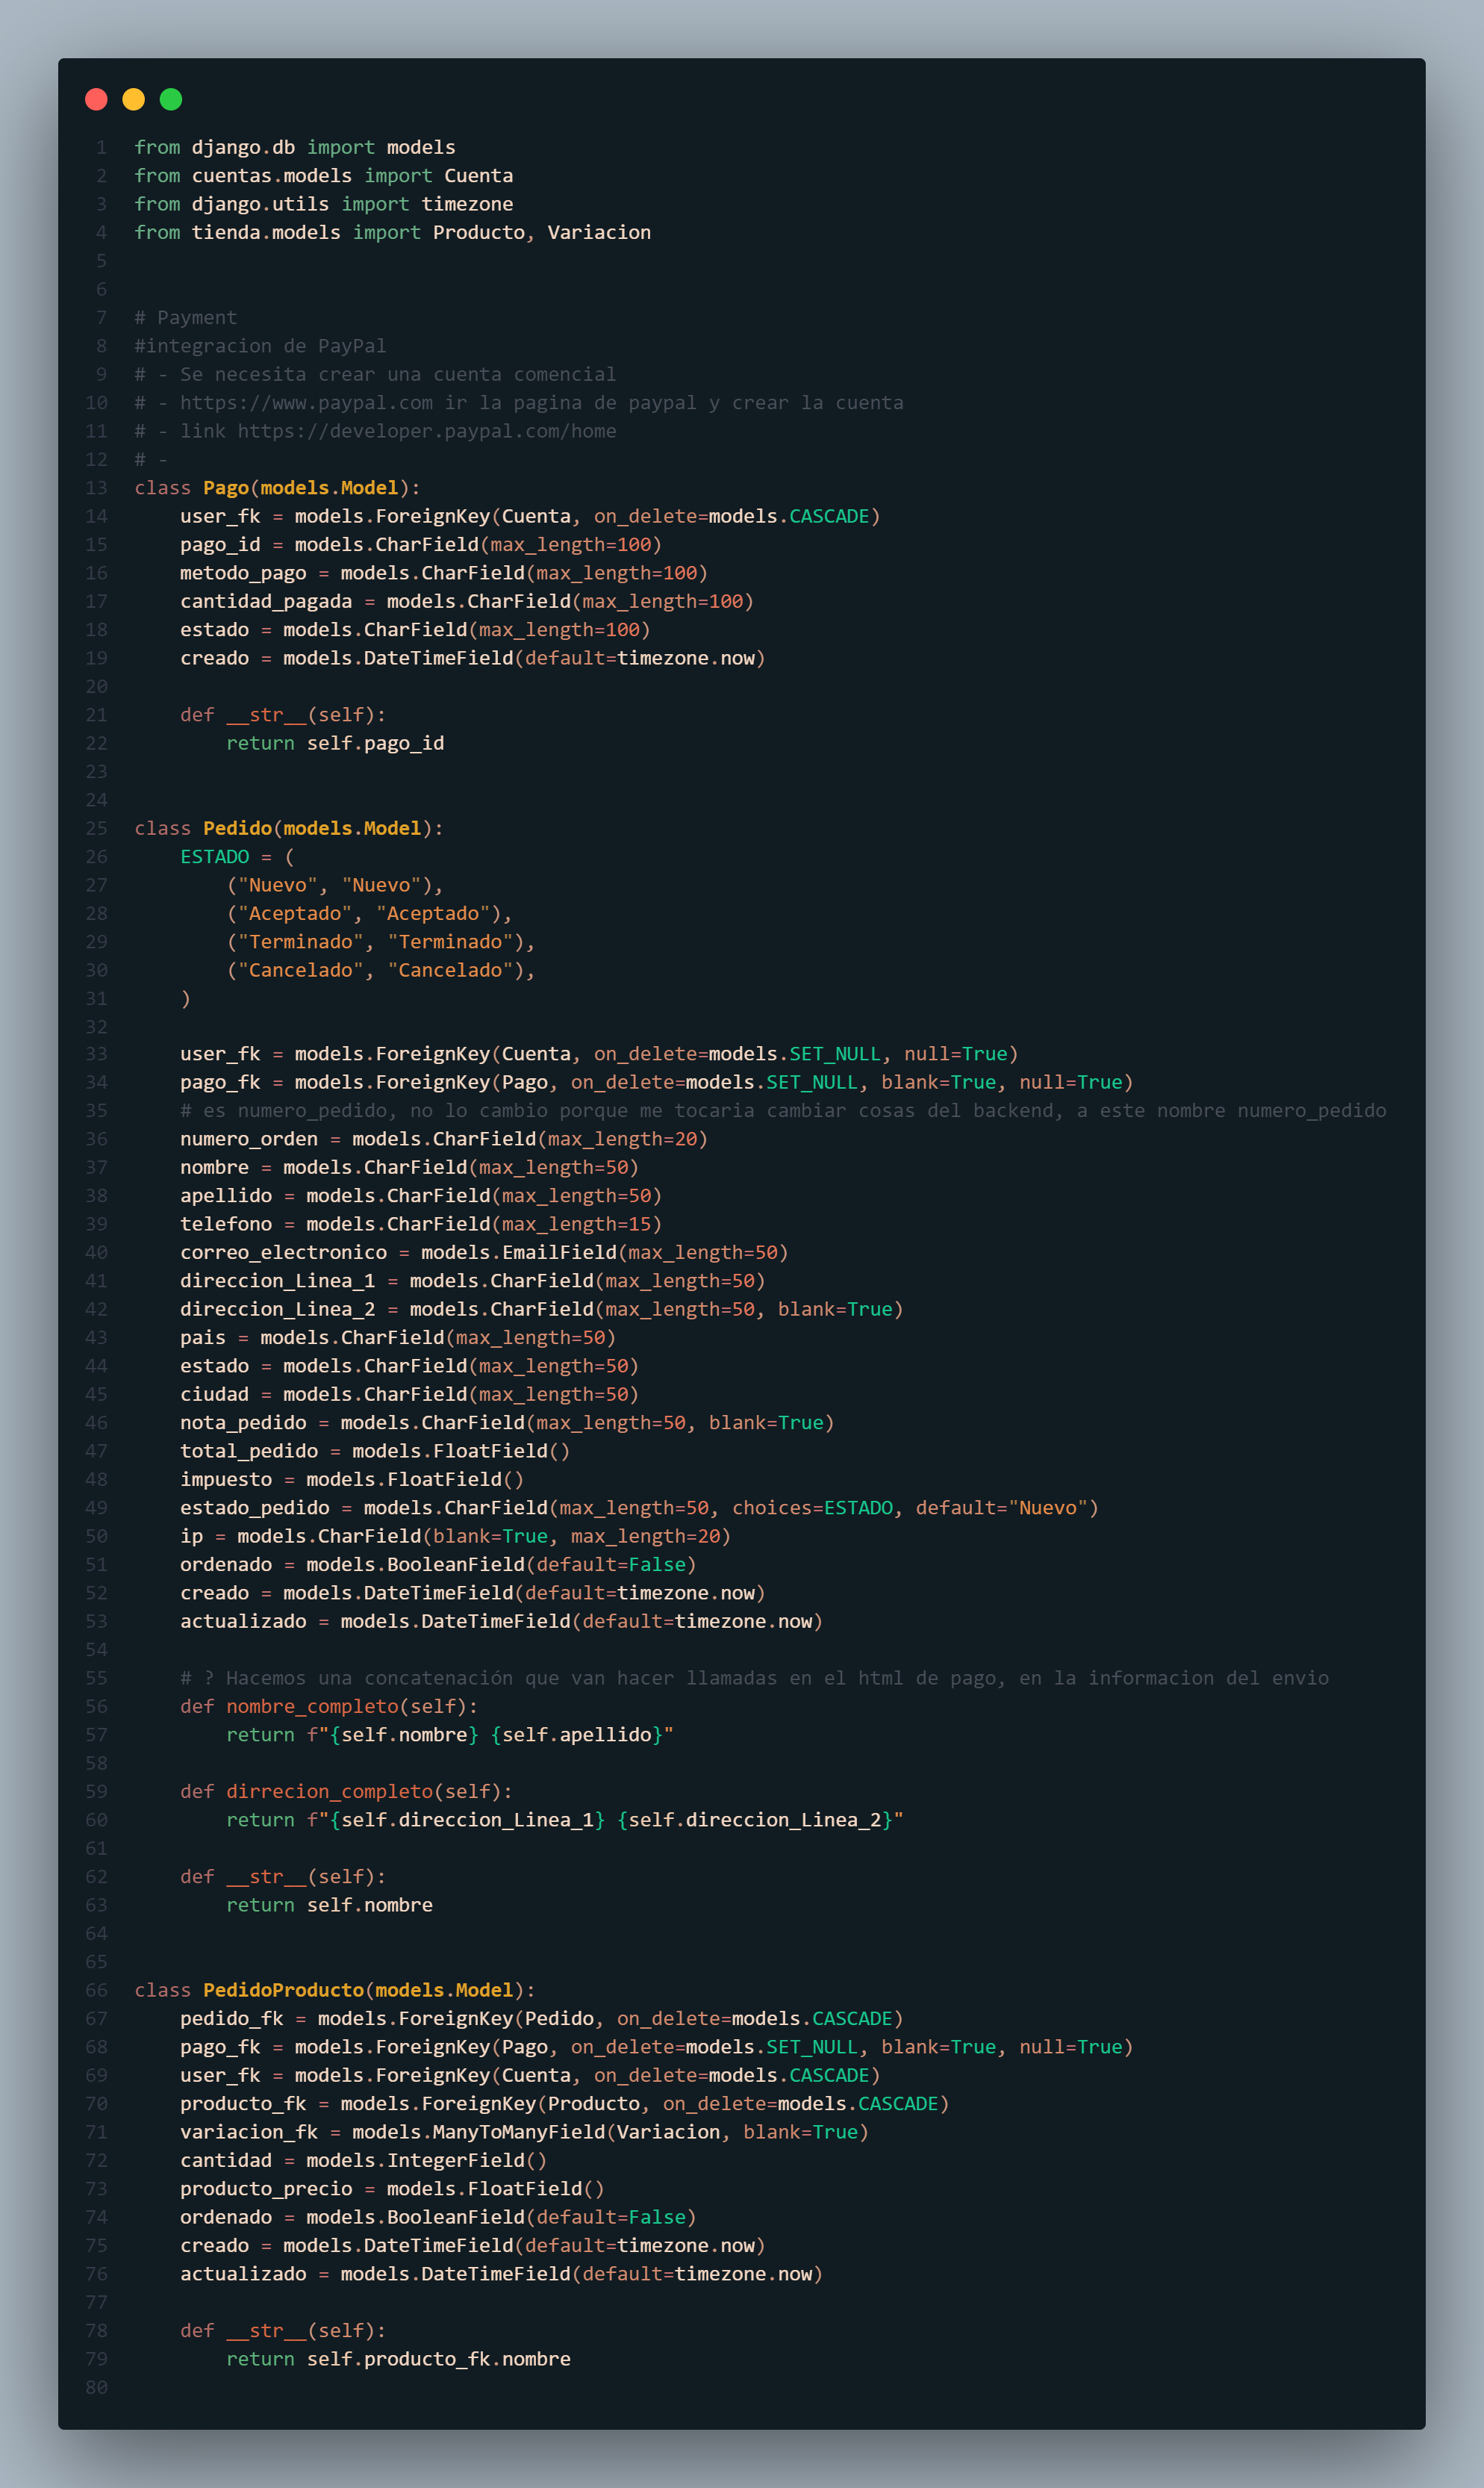 1 from django.db import models
2 from cuentas.models import Cuenta
3 from django.utils import timezone
4 from tienda.models import Producto, Variacion
5
6
7 # Payment
8 #integracion de PayPal
9 # - Se necesita crear una cuenta comencial
10 # - https://www.paypal.com ir la pagina de paypal y crear la cuenta
11 # - link https://developer.paypal.com/home
12 # -
13 class Pago(models.Model):
14     user_fk = models.ForeignKey(Cuenta, on_delete=models.CASCADE)
15     pago_id = models.CharField(max_length=100)
16     metodo_pago = models.CharField(max_length=100)
17     cantidad_pagada = models.CharField(max_length=100)
18     estado = models.CharField(max_length=100)
19     creado = models.DateTimeField(default=timezone.now)
20
21     def __str__(self):
22         return self.pago_id
23
24
25 class Pedido(models.Model):
26     ESTADO = (
27         ("Nuevo", "Nuevo"),
28         ("Aceptado", "Aceptado"),
29         ("Terminado", "Terminado"),
30         ("Cancelado", "Cancelado"),
31     )
32
33     user_fk = models.ForeignKey(Cuenta, on_delete=models.SET_NULL, null=True)
34     pago_fk = models.ForeignKey(Pago, on_delete=models.SET_NULL, blank=True, null=True)
35     # es numero_pedido, no lo cambio porque me tocaria cambiar cosas del backend, a este nombre numero_pedido
36     numero_orden = models.CharField(max_length=20)
37     nombre = models.CharField(max_length=50)
38     apellido = models.CharField(max_length=50)
39     telefono = models.CharField(max_length=15)
40     correo_electronico = models.EmailField(max_length=50)
41     direccion_Linea_1 = models.CharField(max_length=50)
42     direccion_Linea_2 = models.CharField(max_length=50, blank=True)
43     pais = models.CharField(max_length=50)
44     estado = models.CharField(max_length=50)
45     ciudad = models.CharField(max_length=50)
46     nota_pedido = models.CharField(max_length=50, blank=True)
47     total_pedido = models.FloatField()
48     impuesto = models.FloatField()
49     estado_pedido = models.CharField(max_length=50, choices=ESTADO, default="Nuevo")
50     ip = models.CharField(blank=True, max_length=20)
51     ordenado = models.BooleanField(default=False)
52     creado = models.DateTimeField(default=timezone.now)
53     actualizado = models.DateTimeField(default=timezone.now)
54
55     # ? Hacemos una concatenación que van hacer llamadas en el html de pago, en la informacion del envio
56     def nombre_completo(self):
57         return f"{self.nombre} {self.apellido}"
58
59     def dirrecion_completo(self):
60         return f"{self.direccion_Linea_1} {self.direccion_Linea_2}"
61
62     def __str__(self):
63         return self.nombre
64
65
66 class PedidoProducto(models.Model):
67     pedido_fk = models.ForeignKey(Pedido, on_delete=models.CASCADE)
68     pago_fk = models.ForeignKey(Pago, on_delete=models.SET_NULL, blank=True, null=True)
69     user_fk = models.ForeignKey(Cuenta, on_delete=models.CASCADE)
70     producto_fk = models.ForeignKey(Producto, on_delete=models.CASCADE)
71     variacion_fk = models.ManyToManyField(Variacion, blank=True)
72     cantidad = models.IntegerField()
73     producto_precio = models.FloatField()
74     ordenado = models.BooleanField(default=False)
75     creado = models.DateTimeField(default=timezone.now)
76     actualizado = models.DateTimeField(default=timezone.now)
77
78     def __str__(self):
79         return self.producto_fk.nombre
80